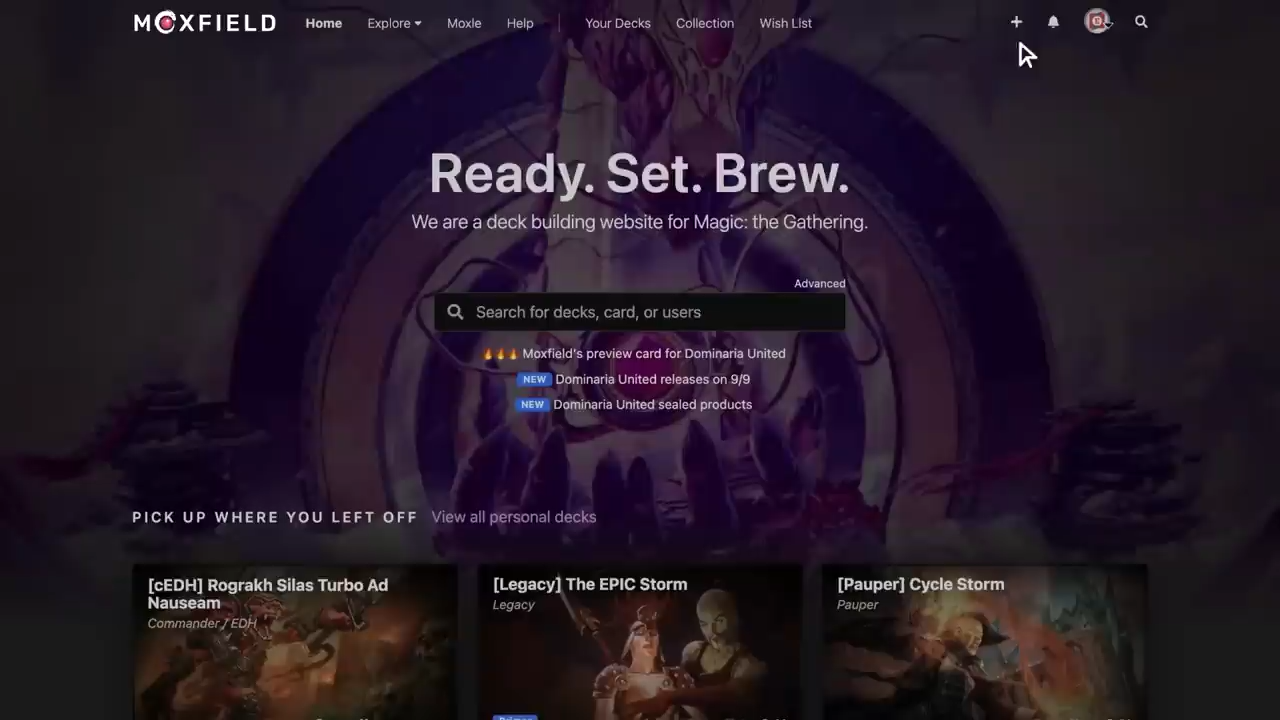 MOXFIELD Home Explore Moxle Help Your Decks Collection Wish List
Ready. Set. Brew.
We are a deck building website for Magic: the Gathering.
Advanced
Search for decks, card, or users
🔥🔥🔥 Moxfield's preview card for Dominaria United
NEW Dominaria United releases on 9/9
NEW Dominaria United sealed products
PICK UP WHERE YOU LEFT OFF View all personal decks
[cEDH] Rograkh Silas Turbo Ad
Nauseam
Commander / EDH
[Legacy] The EPIC Storm
Legacy
[Pauper] Cycle Storm
Pauper